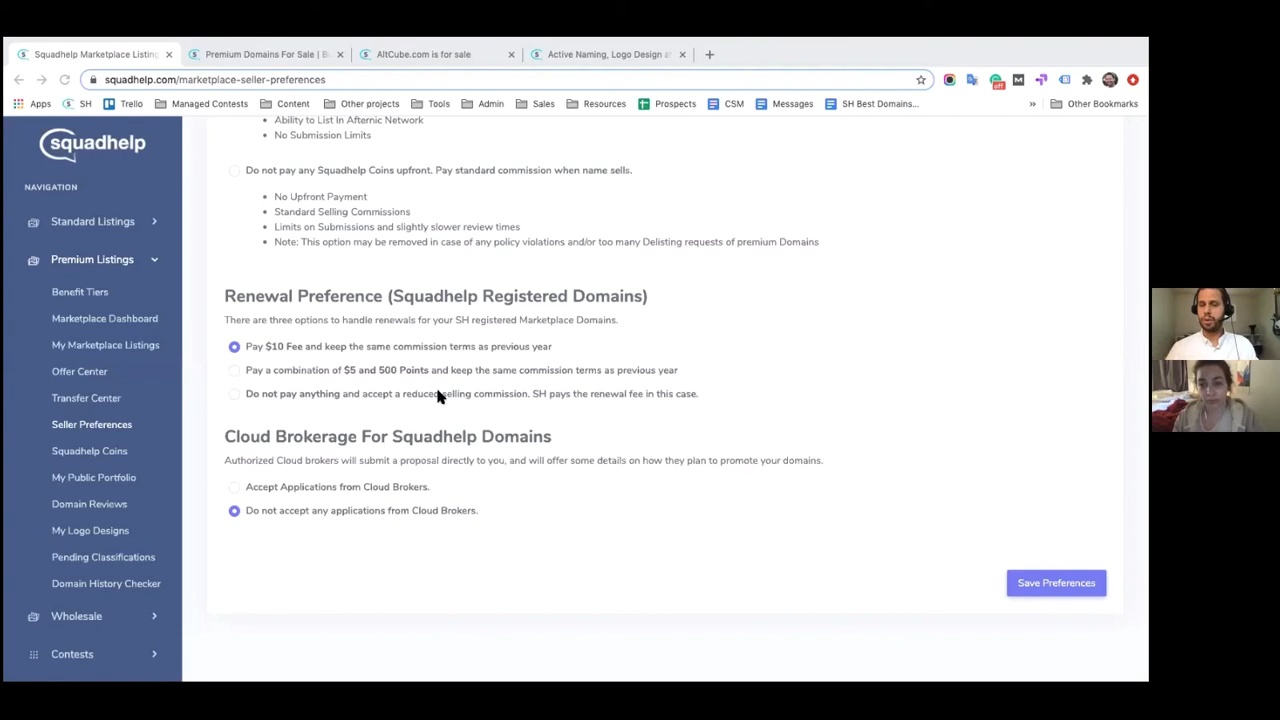 Squadhelp Marketplace Listing
Premium Domains For Sale | B
AltCube.com is for sale
Active Naming, Logo Design a
squadhelp.com/marketplace-seller-preferences
off
Apps
SH
Trello
Managed Contests
Content
Other projects
Tools
Admin
Sales
Resources
Prospects
CSM
Messages
SH Best Domains...
»
Other Bookmarks
squadhelp
NAVIGATION
Standard Listings
Premium Listings
Benefit Tiers
Marketplace Dashboard
My Marketplace Listings
Offer Center
Transfer Center
Seller Preferences
Squadhelp Coins
My Public Portfolio
Domain Reviews
My Logo Designs
Pending Classifications
Domain History Checker
Wholesale
Contests
• Ability to List In Afternic Network
• No Submission Limits
Do not pay any Squadhelp Coins upfront. Pay standard commission when name sells.
• No Upfront Payment
• Standard Selling Commissions
• Limits on Submissions and slightly slower review times
• Note: This option may be removed in case of any policy violations and/or too many Delisting requests of premium Domains
Renewal Preference (Squadhelp Registered Domains)
There are three options to handle renewals for your SH registered Marketplace Domains.
Pay $10 Fee and keep the same commission terms as previous year
Pay a combination of $5 and 500 Points and keep the same commission terms as previous year
Do not pay anything and accept a reduced selling commission. SH pays the renewal fee in this case.
Cloud Brokerage For Squadhelp Domains
Authorized Cloud brokers will submit a proposal directly to you, and will offer some details on how they plan to promote your domains.
Accept Applications from Cloud Brokers.
Do not accept any applications from Cloud Brokers.
Save Preferences